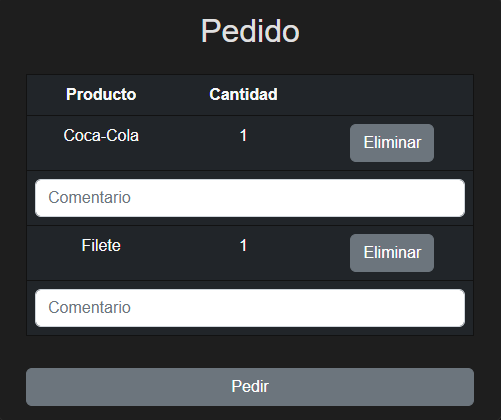 Pedido
Producto Cantidad
Coca-Cola 1 Eliminar
Comentario
Filete 1 Eliminar
Comentario
Pedir